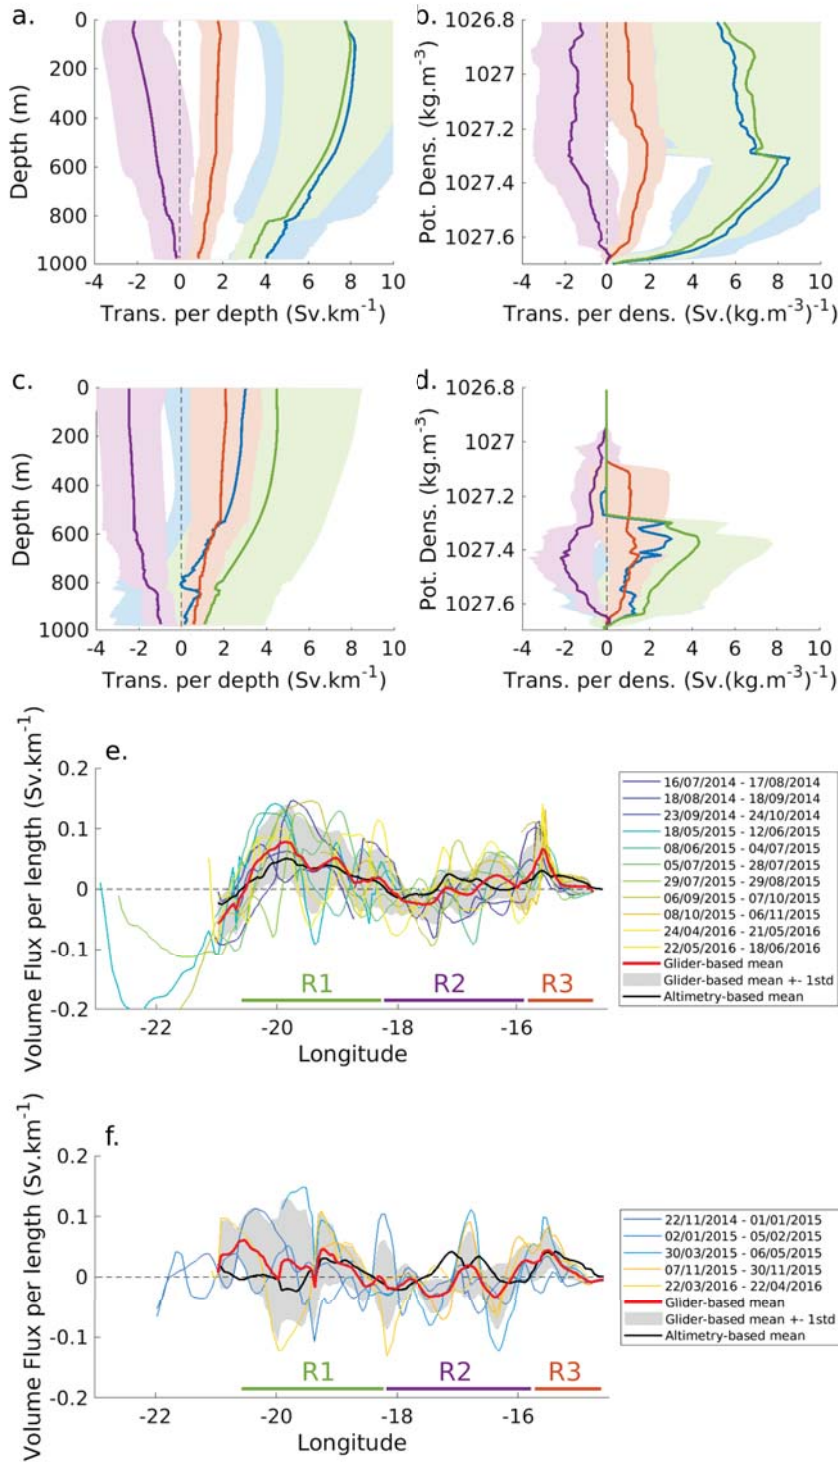 a.
0
200
400
600
800
1000
Depth (m)
-4 -2 0 2 4 6 8 10
Trans. per depth (Sv.km-1)
b.
1026.8
1027
1027.2
1027.4
1027.6
Pot. Dens. (kg.m-3)
-4 -2 0 2 4 6 8 10
Trans. per dens. (Sv.(kg.m-3)-1)
c.
0
200
400
600
800
1000
Depth (m)
-4 -2 0 2 4 6 8 10
Trans. per depth (Sv.km-1)
d.
1026.8
1027
1027.2
1027.4
1027.6
Pot. Dens. (kg.m-3)
-4 -2 0 2 4 6 8 10
Trans. per dens. (Sv.(kg.m-3)-1)
e.
Volume Flux per length (Sv.km-1)
0.2
0.1
0
-0.1
-0.2
R1 R2 R3
-22 -20 -18 -16
Longitude
16/07/2014 - 17/08/2014
18/08/2014 - 18/09/2014
23/09/2014 - 24/10/2014
18/05/2015 - 12/06/2015
08/06/2015 - 04/07/2015
05/07/2015 - 28/07/2015
29/07/2015 - 29/08/2015
06/09/2015 - 07/10/2015
08/10/2015 - 06/11/2015
24/04/2016 - 21/05/2016
22/05/2016 - 18/06/2016
Glider-based mean
Glider-based mean +- 1std
Altimetry-based mean
f.
Volume Flux per length (Sv.km-1)
0.2
0.1
0
-0.1
-0.2
R1 R2 R3
-22 -20 -18 -16
Longitude
22/11/2014 - 01/01/2015
02/01/2015 - 05/02/2015
30/03/2015 - 06/05/2015
07/11/2015 - 30/11/2015
22/03/2016 - 22/04/2016
Glider-based mean
Glider-based mean +- 1std
Altimetry-based mean